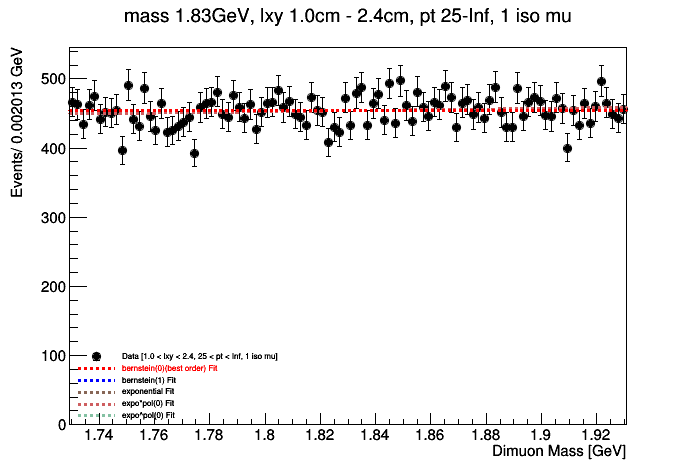 mass 1.83GeV, lxy 1.0cm - 2.4cm, pt 25-Inf, 1 iso mu
Events/ 0.002013 GeV
500
400
300
200
100
0
Data [1.0 < lxy < 2.4, 25 < pt < Inf, 1 iso mu]
bernstein(0)(best order) Fit
bernstein(1) Fit
exponential Fit
expo*pol(0) Fit
expo^pol(0) Fit
1.74 1.76 1.78 1.8 1.82 1.84 1.86 1.88 1.9 1.92
Dimuon Mass [GeV]